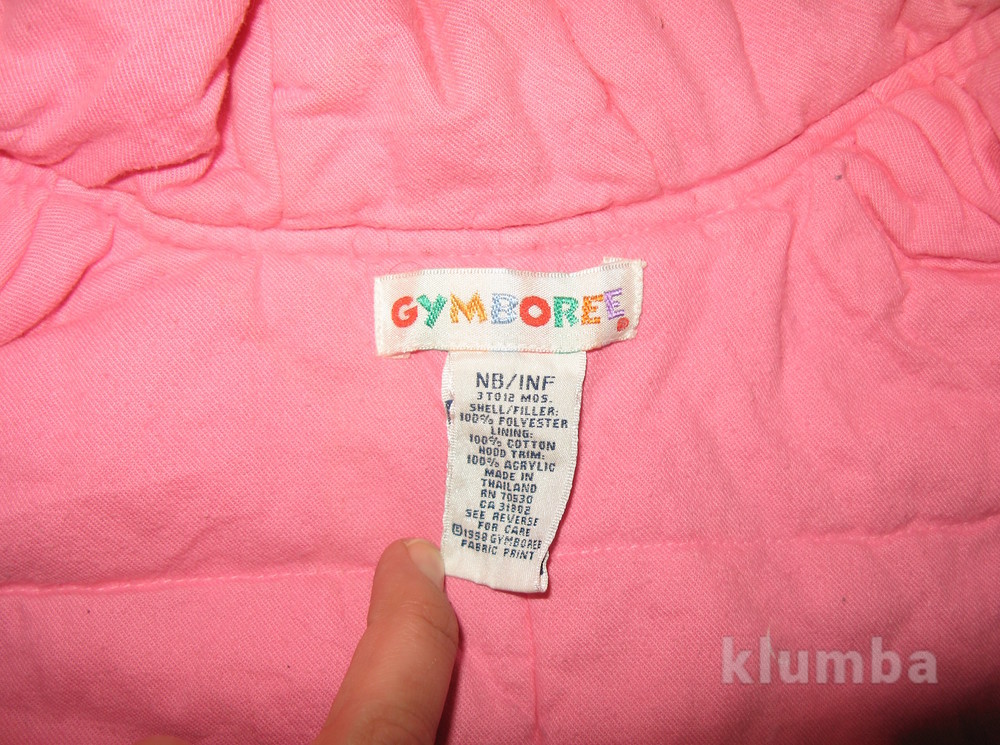 GYMBOREE
NB/INF
3 TO 12 MOS.
SHELL/FILLER:
100% POLYESTER
LINING:
100% COTTON
HOOD TRIM:
100% ACRYLIC
MADE IN
THAILAND
RN 70530
CA 31902
SEE REVERSE
FOR CARE
©1998 GYMBOREE
FABRIC PRINT
klumba